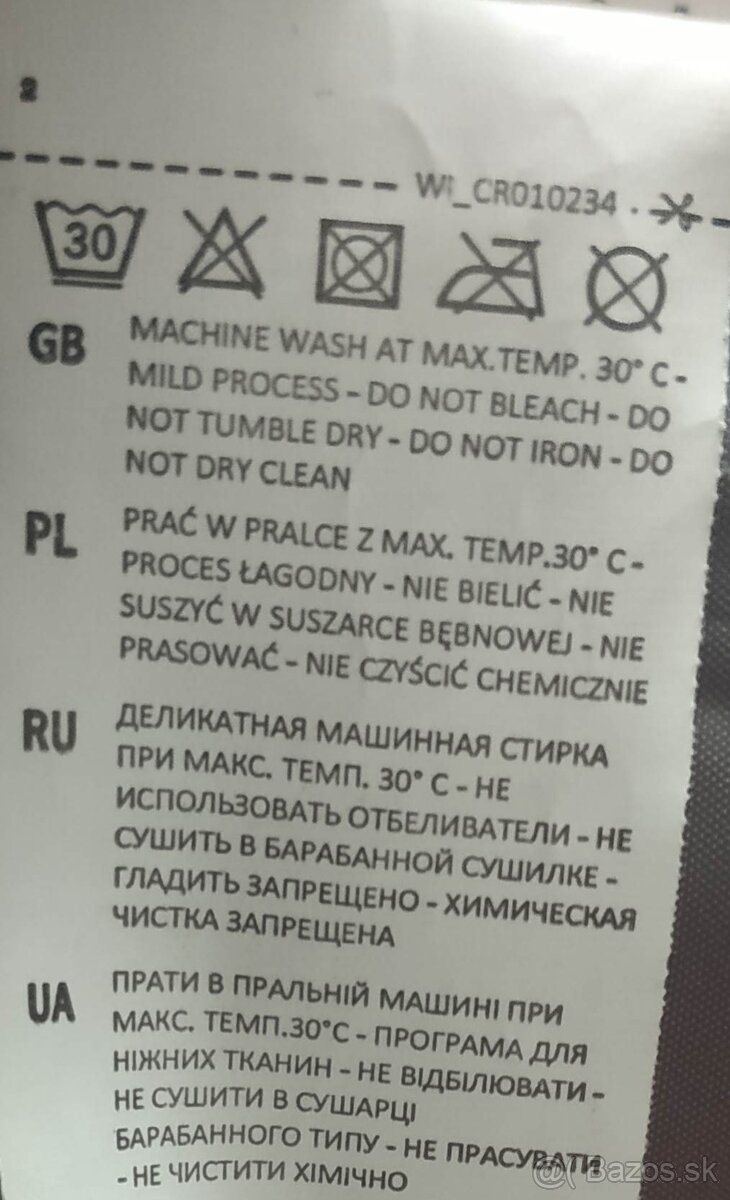 2
WI_CR010234
30
GB
MACHINE WASH AT MAX.TEMP. 30° C -
MILD PROCESS - DO NOT BLEACH - DO
NOT TUMBLE DRY - DO NOT IRON - DO
NOT DRY CLEAN
PL
PRAĆ W PRALCE Z MAX. TEMP.30° C -
PROCES ŁAGODNY - NIE BIELIĆ - NIE
SUSZYĆ W SUSZARCE BĘBNOWEJ - NIE
PRASOWAĆ - NIE CZYŚCIĆ CHEMICZNIE
RU
ДЕЛИКАТНАЯ МАШИННАЯ СТИРКА
ПРИ МАКС. ТЕМП. 30° C - НЕ
ИСПОЛЬЗОВАТЬ ОТБЕЛИВАТЕЛИ - НЕ
СУШИТЬ В БАРАБАННОЙ СУШИЛКЕ -
ГЛАДИТЬ ЗАПРЕЩЕНО - ХИМИЧЕСКАЯ
ЧИСТКА ЗАПРЕЩЕНА
UA
ПРАТИ В ПРАЛЬНІЙ МАШИНІ ПРИ
МАКС. ТЕМП.30°C - ПРОГРАМА ДЛЯ
НІЖНИХ ТКАНИН - НЕ ВІДБІЛЮВАТИ -
НЕ СУШИТИ В СУШАРЦІ
БАРАБАННОГО ТИПУ - НЕ ПРАСУВАТИ
- НЕ ЧИСТИТИ ХІМІЧНО
@( Bazos.sk